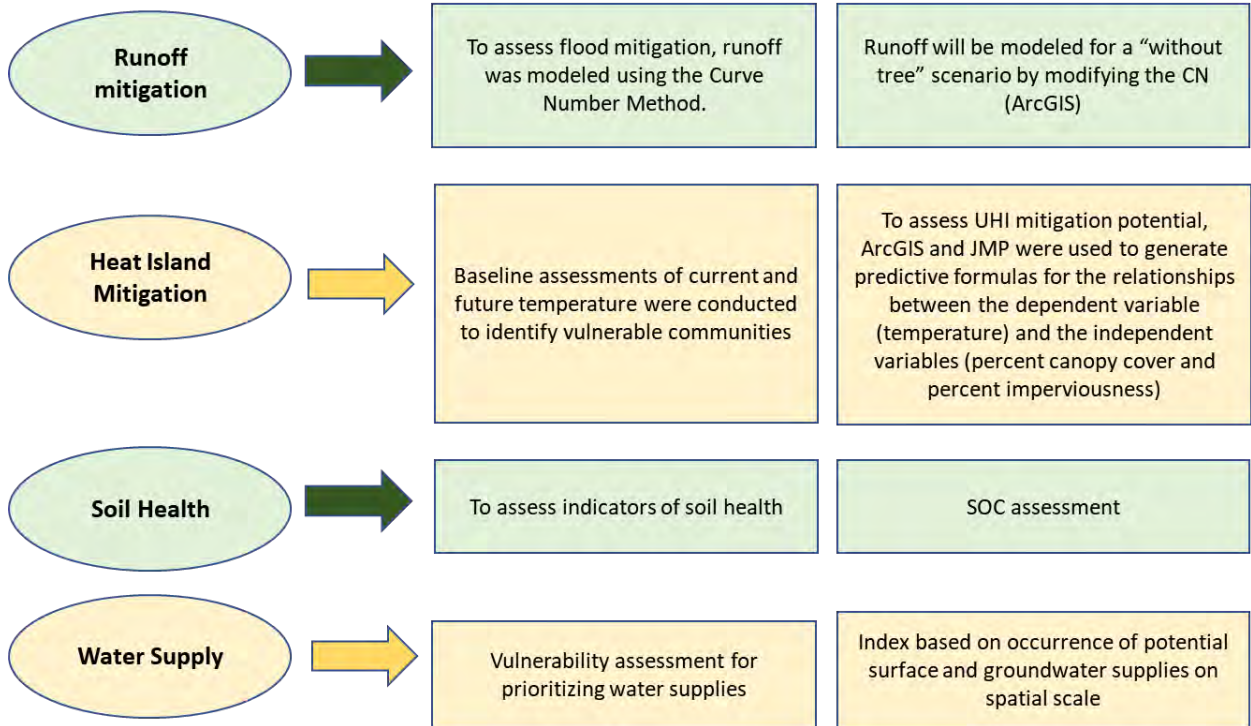 Runoff
mitigation
To assess flood mitigation, runoff
was modeled using the Curve
Number Method.
Runoff will be modeled for a “without
tree” scenario by modifying the CN
(ArcGIS)
Heat Island
Mitigation
Baseline assessments of current and
future temperature were conducted
to identify vulnerable communities
To assess UHI mitigation potential,
ArcGIS and JMP were used to generate
predictive formulas for the relationships
between the dependent variable
(temperature) and the independent
variables (percent canopy cover and
percent imperviousness)
Soil Health
To assess indicators of soil health
SOC assessment
Water Supply
Vulnerability assessment for
prioritizing water supplies
Index based on occurrence of potential
surface and groundwater supplies on
spatial scale